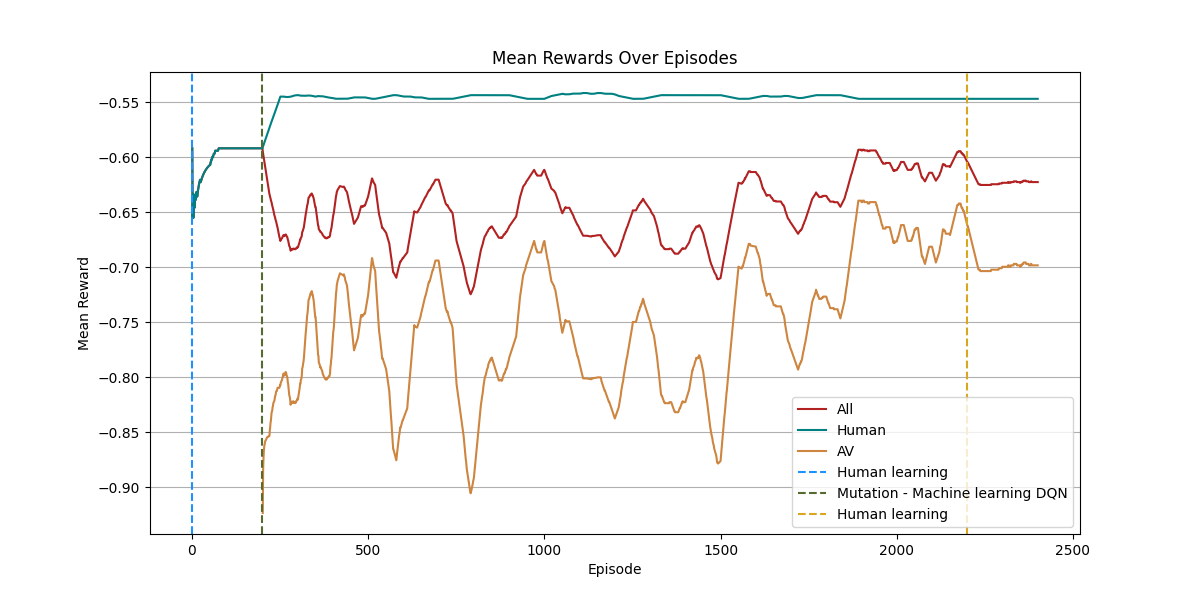 Mean Rewards Over Episodes
Mean Reward
−0.55
−0.60
−0.65
−0.70
−0.75
−0.80
−0.85
−0.90
All
Human
AV
Human learning
Mutation - Machine learning DQN
Human learning
0
500
1000
1500
2000
2500
Episode